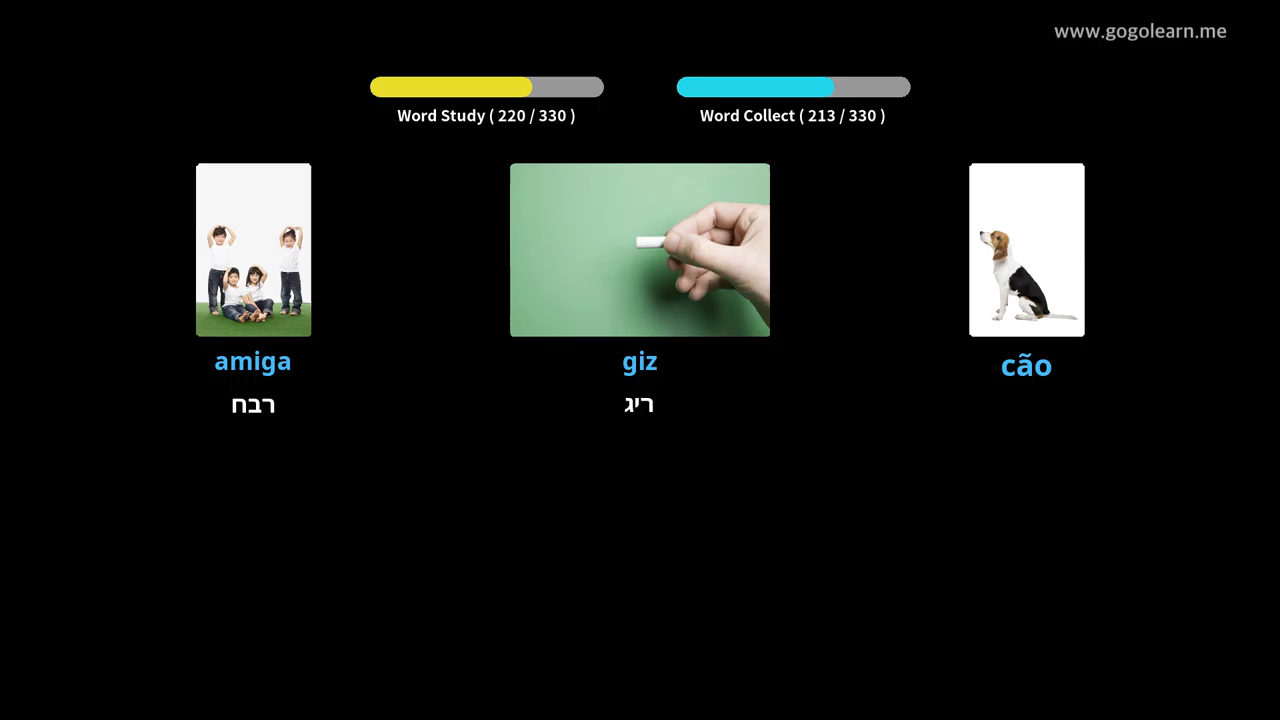 www.gogolearn.me
Word Study ( 220 / 330 )
Word Collect ( 213 / 330 )
amiga
רבח
giz
ריג
cão